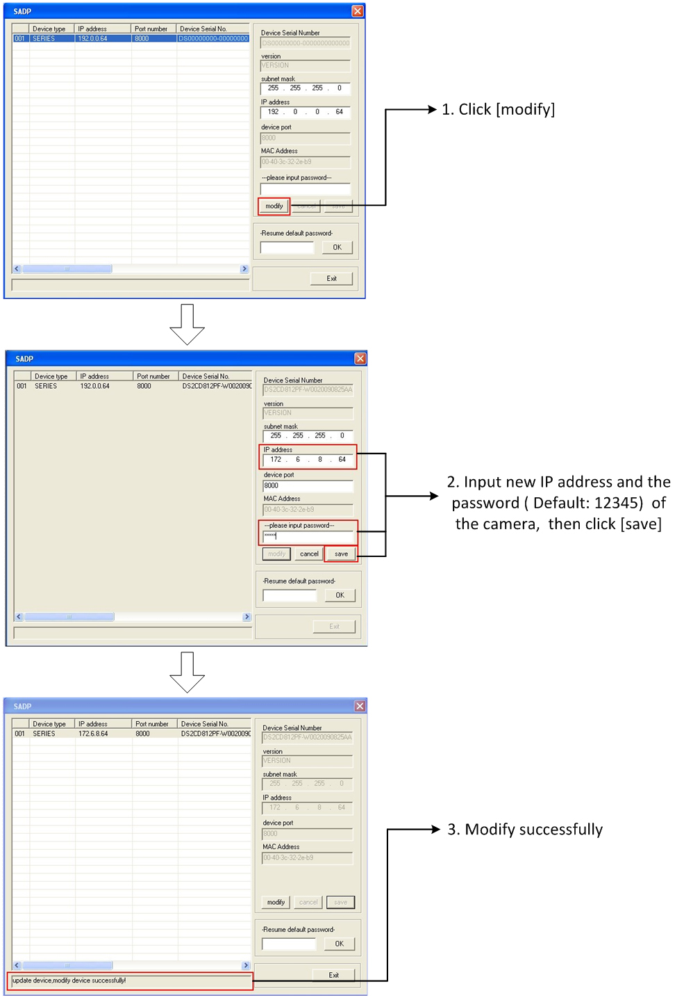 SADP
Device type IP address Port number Device Serial No.
001 SERIES 192.0.0.64 8000 DS00000000-00000000
Device Serial Number
DS00000000-0000000000000
version
VERSION
subnet mask
255 . 255 . 255 . 0
IP address
192 . 0 . 0 . 64
device port
8000
MAC Address
00-40-3c-32-2e-b9
---please input password---
modify cancel save
-Resume default password-
OK
Exit
1. Click [modify]
SADP
Device type IP address Port number Device Serial No.
001 SERIES 192.0.0.64 8000 DS2CD812PF-W002009C
Device Serial Number
DS2CD812PF-W0020090825AA
version
VERSION
subnet mask
255 . 255 . 255 . 0
IP address
172 . 6 . 8 . 64
device port
8000
MAC Address
00-40-3c-32-2e-b9
---please input password---
*****
modify cancel save
-Resume default password-
OK
Exit
2. Input new IP address and the
password ( Default: 12345) of
the camera, then click [save]
SADP
Device type IP address Port number Device Serial No.
001 SERIES 172.6.8.64 8000 DS2CD812PF-W002009C
Device Serial Number
DS2CD812PF-W0020090825AA
version
VERSION
subnet mask
255 . 255 . 255 . 0
IP address
172 . 6 . 8 . 64
device port
8000
MAC Address
00-40-3c-32-2e-b9
modify cancel save
-Resume default password-
OK
Exit
update device,modify device successfully!
3. Modify successfully